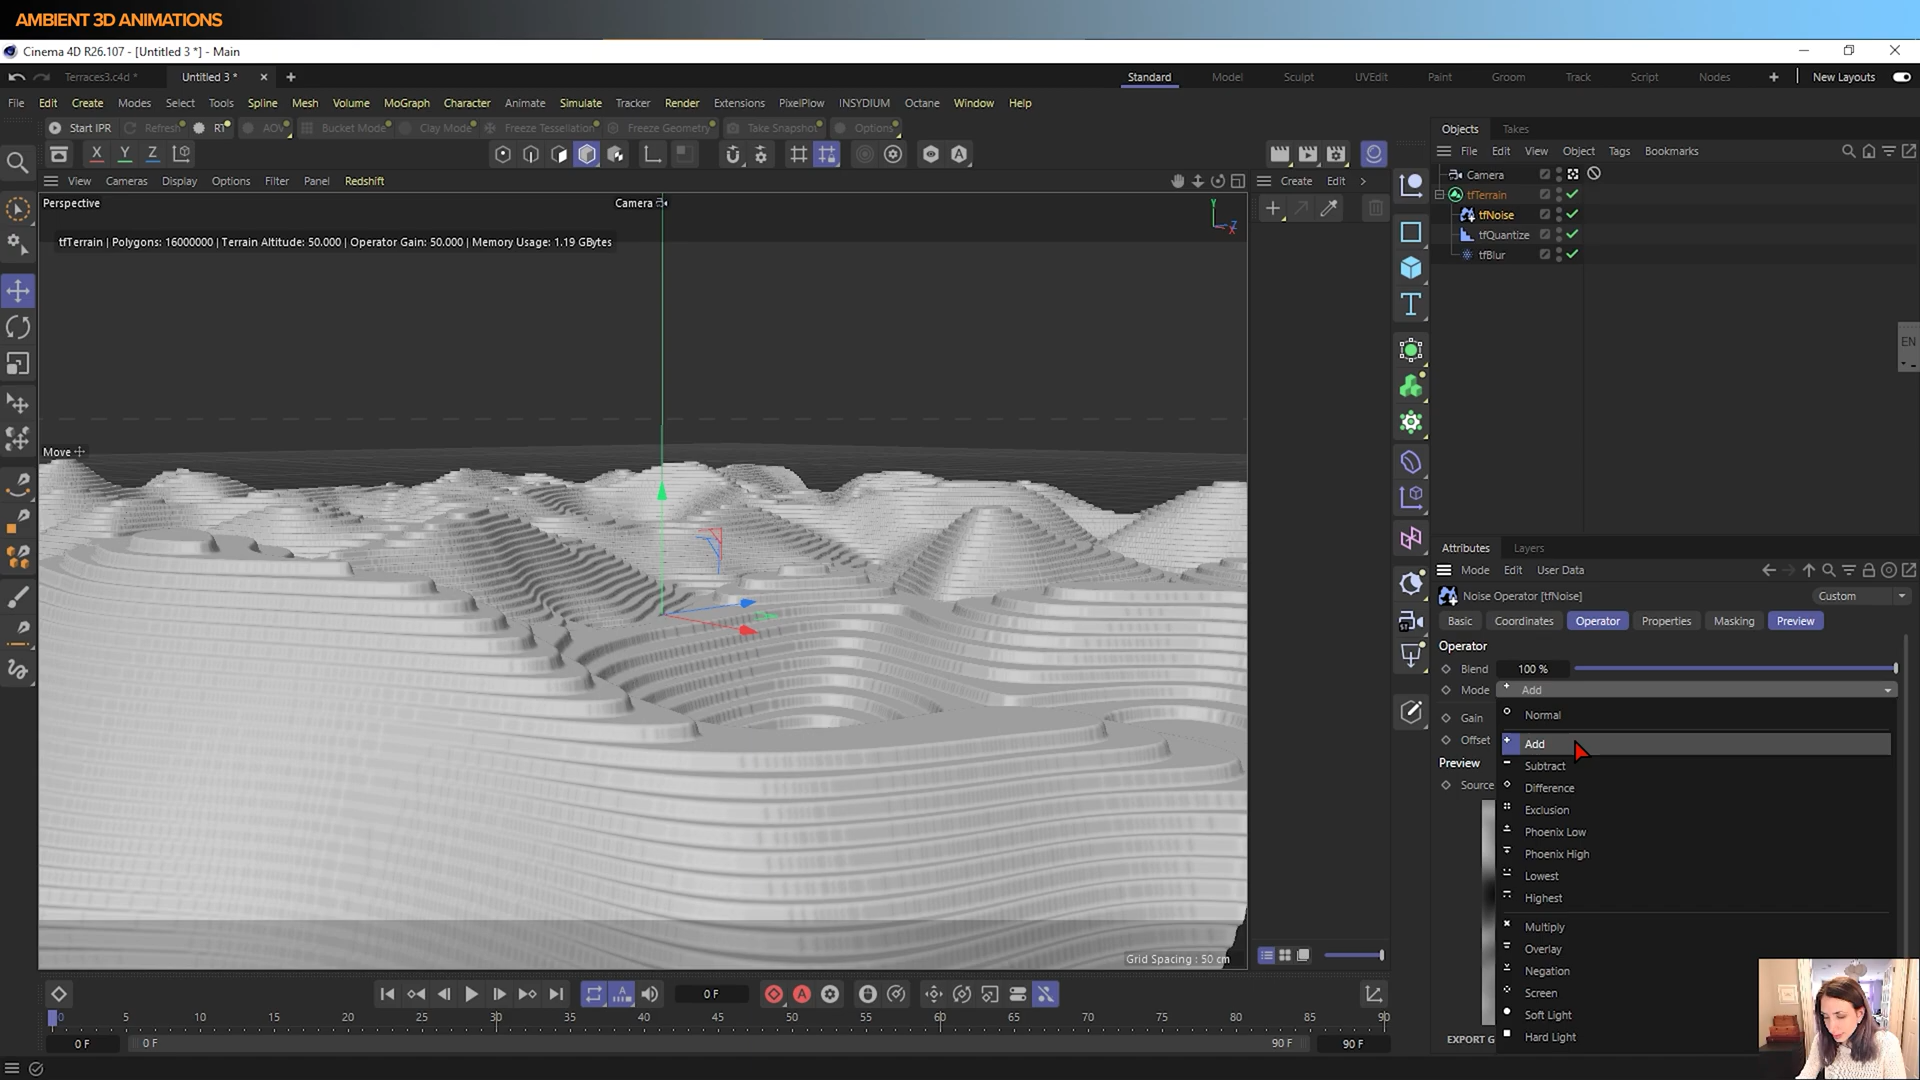 AMBIENT 3D ANIMATIONS
Cinema 4D R26.107 - [Untitled 3 *] - Main
Terraces3.c4d *
Untitled 3 *
Standard
Model
Sculpt
UVEdit
Paint
Groom
Track
Script
Nodes
New Layouts
File
Edit
Create
Modes
Select
Tools
Spline
Mesh
Volume
MoGraph
Character
Animate
Simulate
Tracker
Render
Extensions
PixelPlow
INSYDIUM
Octane
Window
Help
Start IPR
Refresh
RT
AOV
Bucket Mode
Clay Mode
Freeze Tessellation
Freeze Geometry
Take Snapshot
Options
Objects
Takes
X
Y
Z
File
Edit
View
Object
Tags
Bookmarks
View
Cameras
Display
Options
Filter
Panel
Redshift
Create
Edit
Camera
tfTerrain
tfNoise
tfQuantize
tfBlur
Perspective
Camera
Y
Z
X
tfTerrain | Polygons: 16000000 | Terrain Altitude: 50.000 | Operator Gain: 50.000 | Memory Usage: 1.19 GBytes
EN
Move
Grid Spacing : 50 cm
Attributes
Layers
Mode
Edit
User Data
Noise Operator [tfNoise]
Custom
Basic
Coordinates
Operator
Properties
Masking
Preview
Operator
Blend
100 %
Mode
Add
Gain
Offset
Preview
Source
Normal
Add
Subtract
Difference
Exclusion
Phoenix Low
Phoenix High
Lowest
Highest
Multiply
Overlay
Negation
Screen
Soft Light
Hard Light
EXPORT G
0 F
0
5
10
15
20
25
30
35
40
45
50
55
60
65
70
75
80
85
90
0 F
0 F
90 F
90 F